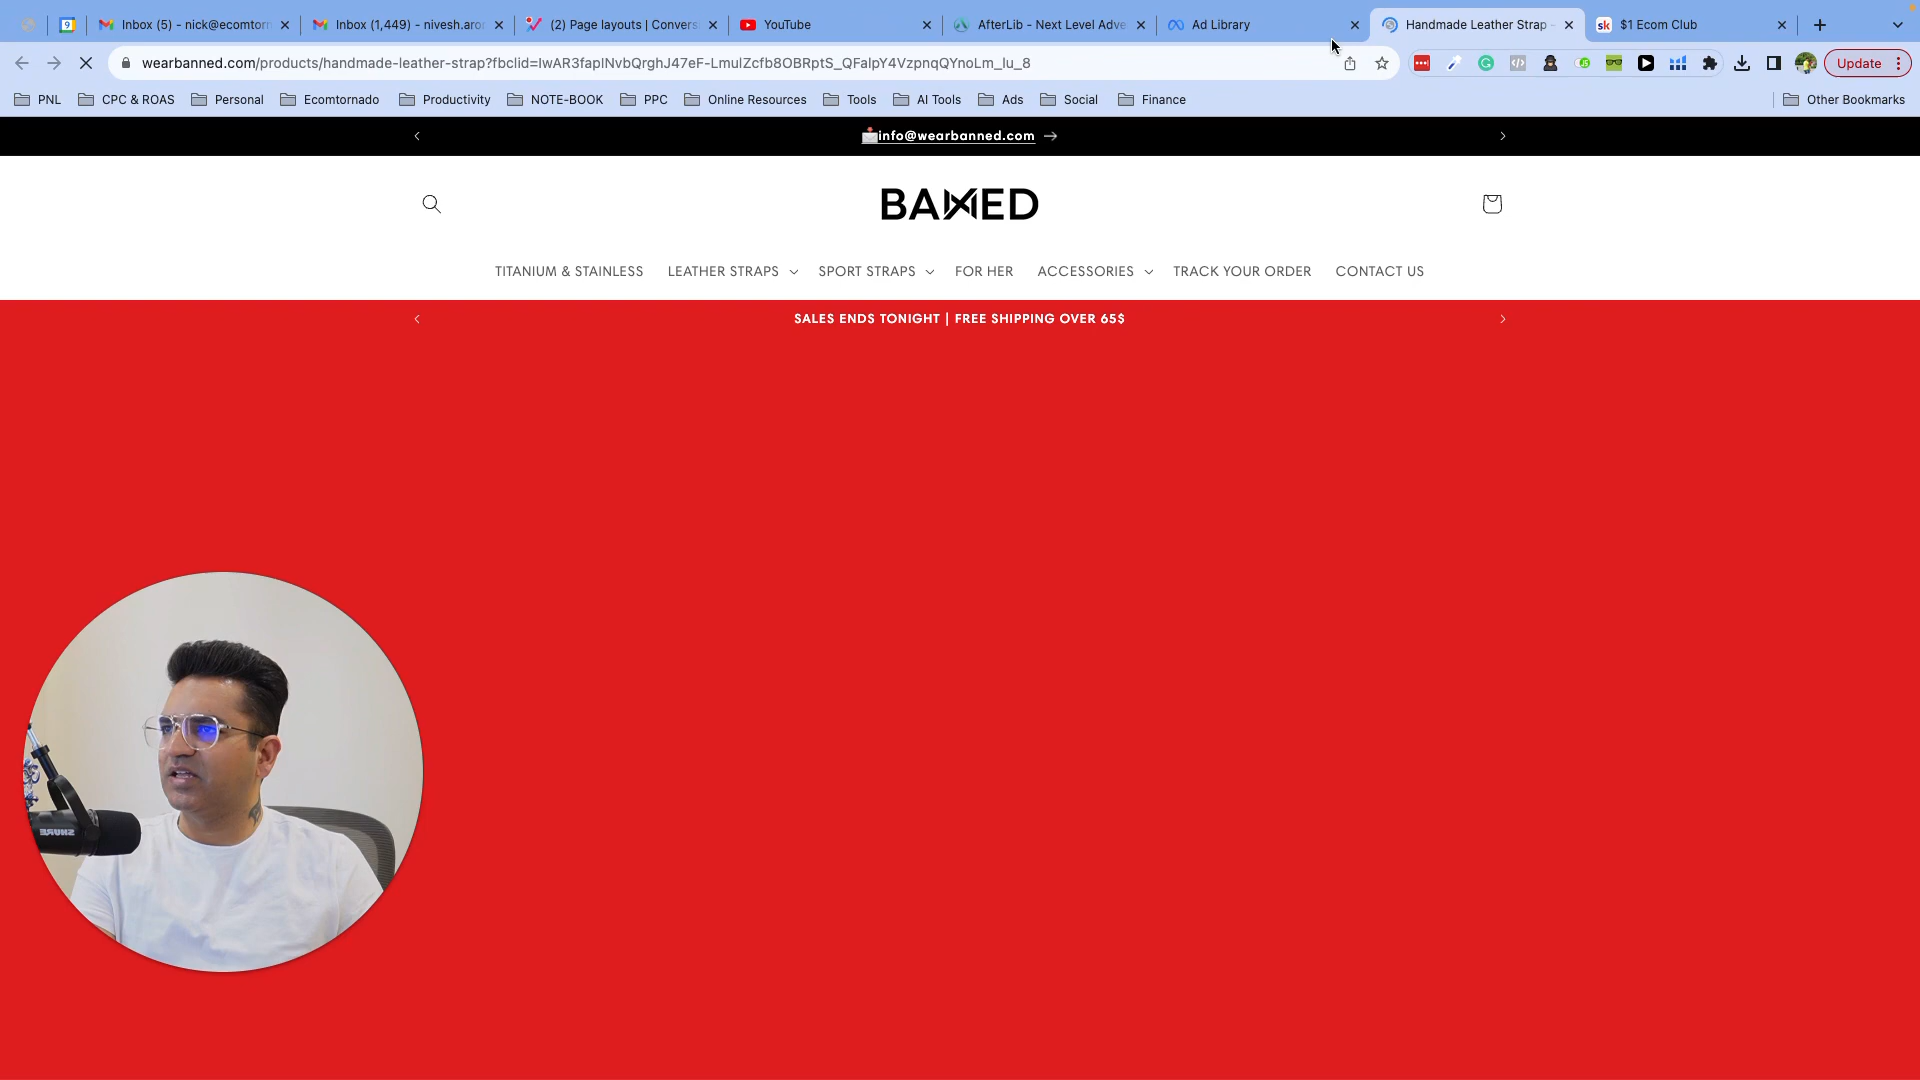 Inbox (5) - nick@ecomtorn
Inbox (1,449) - nivesh.aro
(2) Page layouts | Convers
YouTube
AfterLib - Next Level Adve
Ad Library
Handmade Leather Strap -
sk $1 Ecom Club
wearbanned.com/products/handmade-leather-strap?fbclid=IwAR3fapINvbQrghJ47eF-LmulZcfb8OBRptS_QFaIpY4VzpnqQYnoLm_lu_8
Update
PNL
CPC & ROAS
Personal
Ecomtornado
Productivity
NOTE-BOOK
PPC
Online Resources
Tools
AI Tools
Ads
Social
Finance
Other Bookmarks
info@wearbanned.com
BANNED
TITANIUM & STAINLESS
LEATHER STRAPS
SPORT STRAPS
FOR HER
ACCESSORIES
TRACK YOUR ORDER
CONTACT US
SALES ENDS TONIGHT | FREE SHIPPING OVER 65$
SHURE